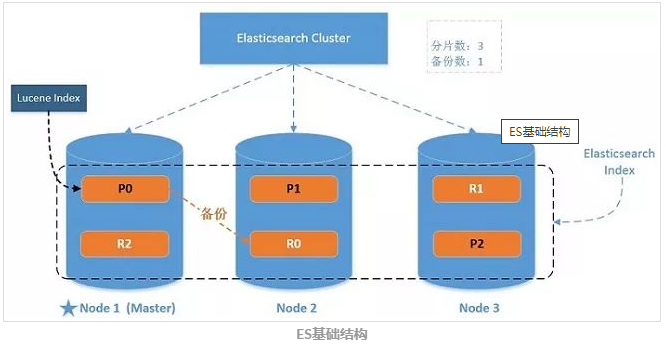 Elasticsearch Cluster
分片数：3
备份数：1
Lucene Index
ES基础结构
Elasticsearch
Index
P0
P1
R1
备份
R2
R0
P2
Node 1 (Master)
Node 2
Node 3
ES基础结构